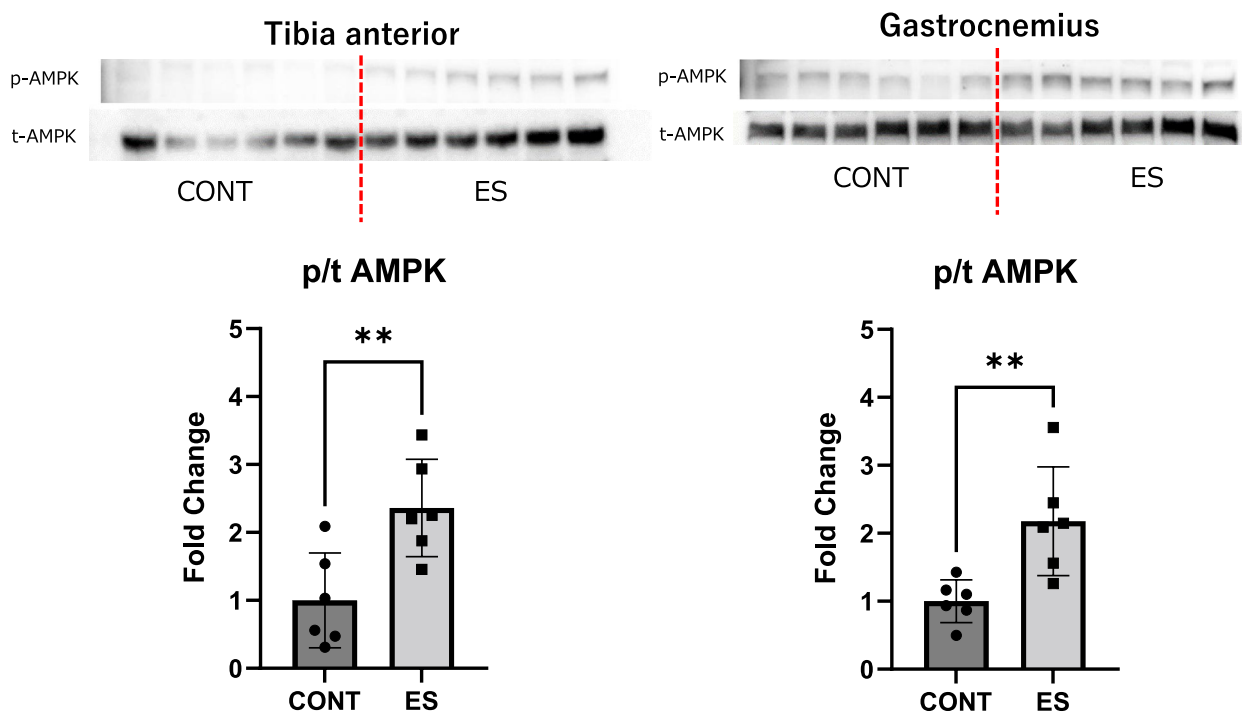 Tibia anterior
p-AMPK
t-AMPK
CONT ES
Gastrocnemius
p-AMPK
t-AMPK
CONT ES
p/t AMPK
**
Fold Change
5
4
3
2
1
0
CONT ES
p/t AMPK
**
Fold Change
5
4
3
2
1
0
CONT ES